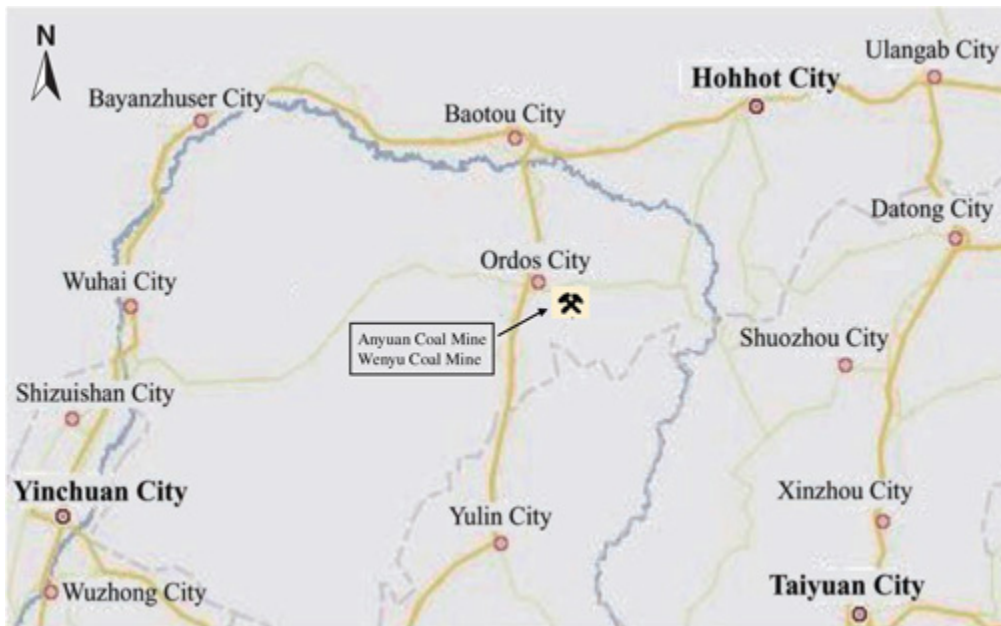 N
Ulangab City
Hohhot City
Bayanzhuser City
Baotou City
Datong City
Ordos City
Wuhai City
Anyuan Coal Mine
Wenyu Coal Mine
Shuozhou City
Shizuishan City
Yinchuan City
Xinzhou City
Yulin City
Wuzhong City
Taiyuan City